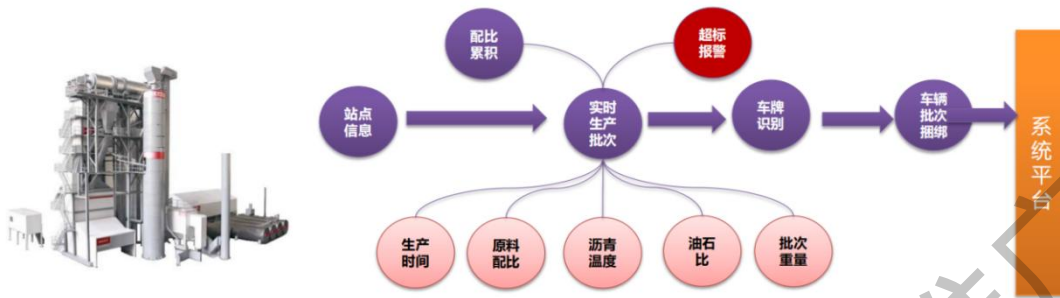 配比
累积
超标
报警
站点
信息
实时
生产
批次
车牌
识别
车辆
批次
捆绑
系统平台
生产
时间
原料
配比
沥青
温度
油石
比
批次
重量